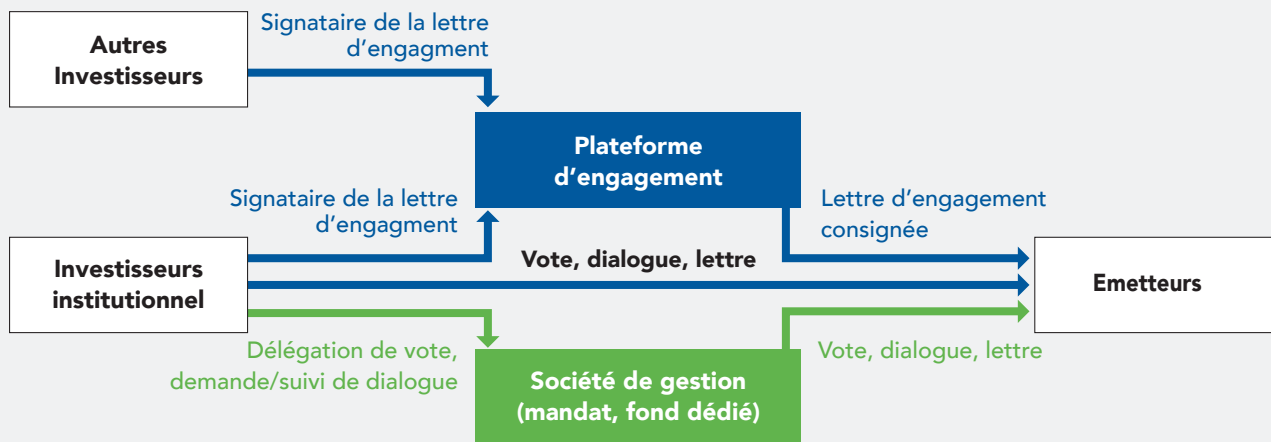 Autres
Investisseurs
Signataire de la lettre
d’engagment
Plateforme
d’engagement
Signataire de la lettre
d’engagment
Lettre d’engagement
consignée
Investisseurs
institutionnel
Vote, dialogue, lettre
Emetteurs
Délégation de vote,
demande/suivi de dialogue
Société de gestion
(mandat, fond dédié)
Vote, dialogue, lettre